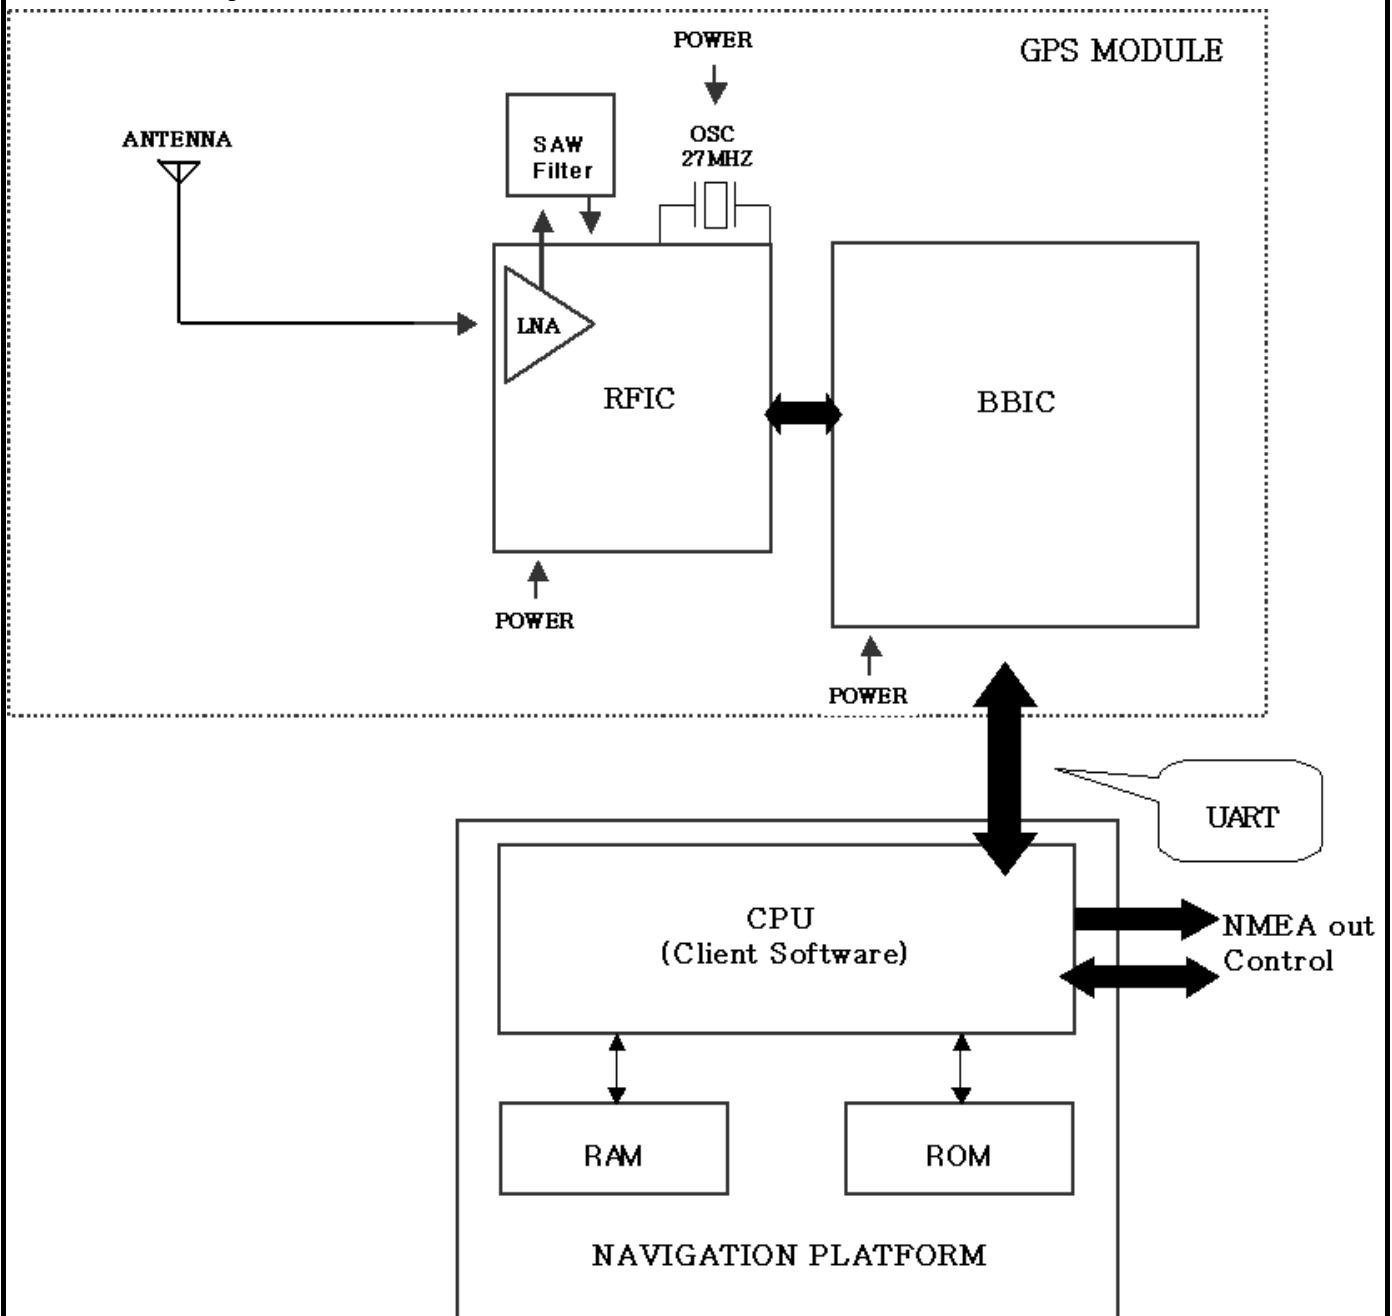 POWER
GPS MODULE
ANTENNA
SAW
Filter
OSC
27MHZ
LNA
RFIC
BBIC
POWER
POWER
UART
CPU
(Client Software)
NMEA out
Control
RAM
ROM
NAVIGATION PLATFORM